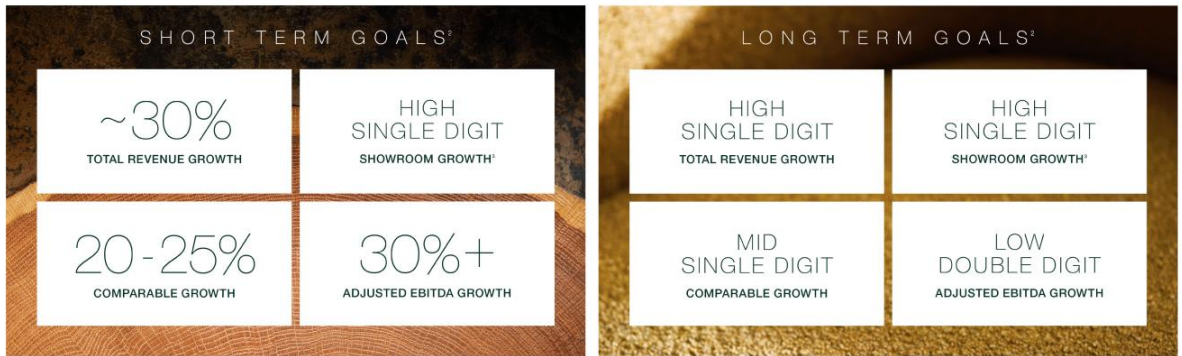 SHORT TERM GOALS²
~30%
TOTAL REVENUE GROWTH
HIGH
SINGLE DIGIT
SHOWROOM GROWTH³
20-25%
COMPARABLE GROWTH
30%+
ADJUSTED EBITDA GROWTH
LONG TERM GOALS²
HIGH
SINGLE DIGIT
TOTAL REVENUE GROWTH
HIGH
SINGLE DIGIT
SHOWROOM GROWTH³
MID
SINGLE DIGIT
COMPARABLE GROWTH
LOW
DOUBLE DIGIT
ADJUSTED EBITDA GROWTH